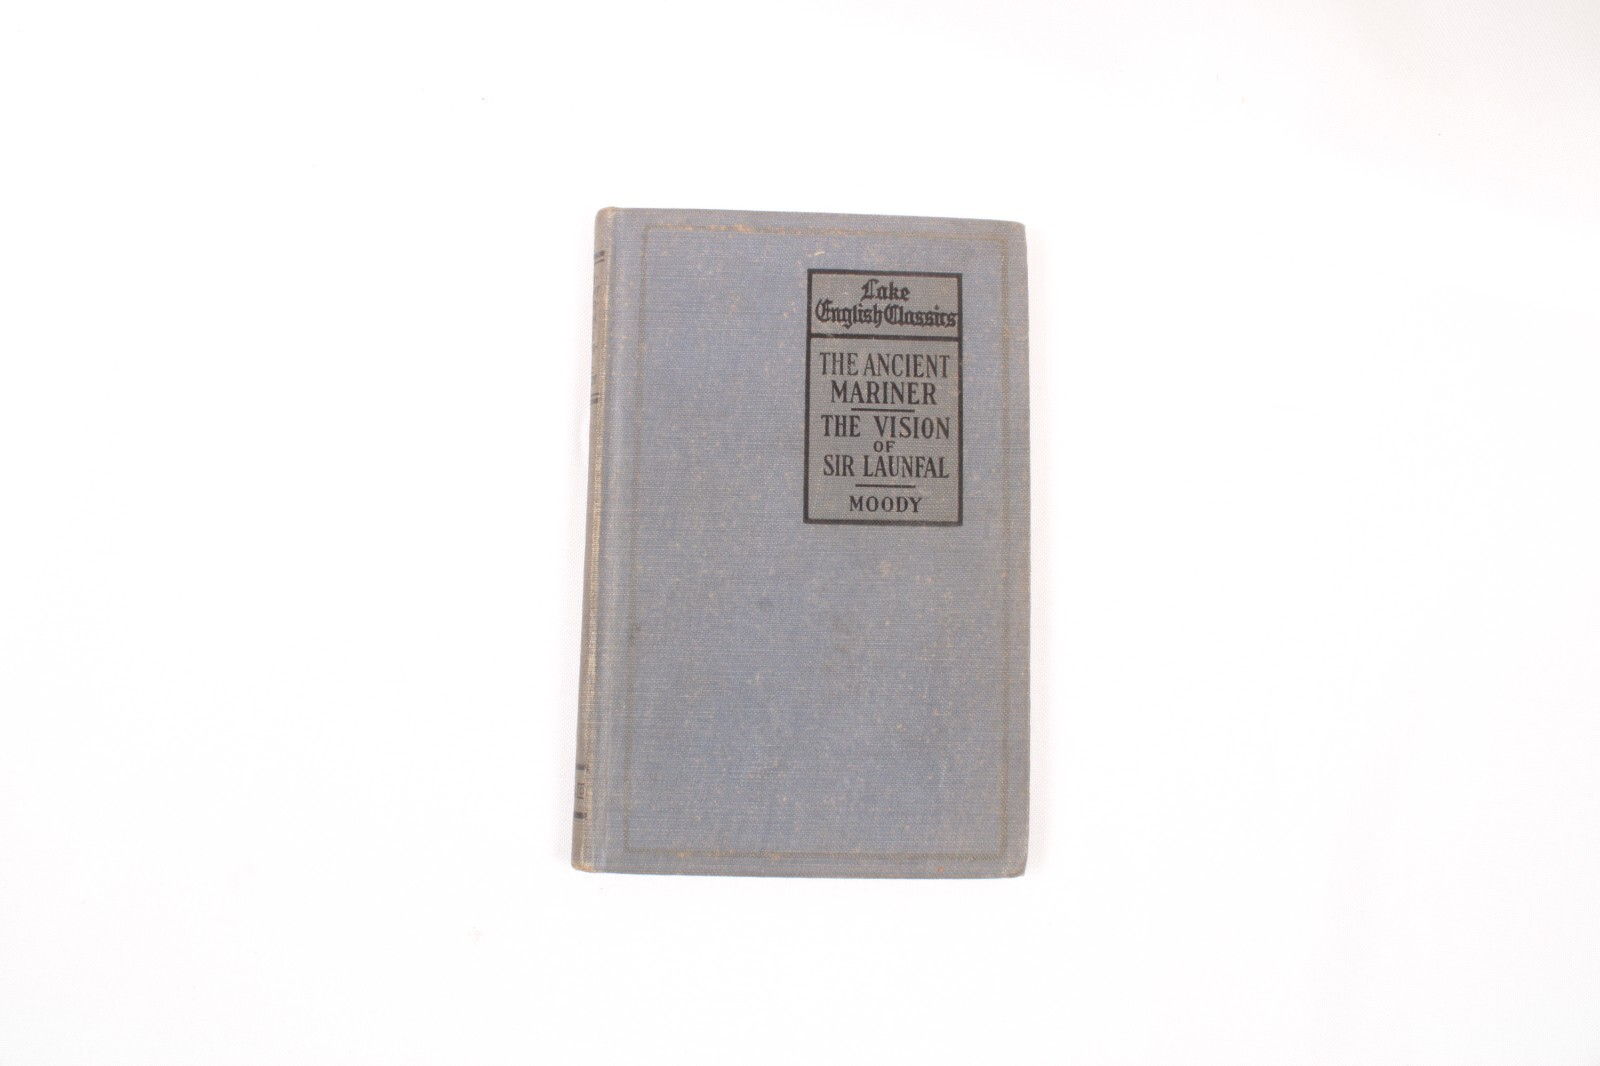 Lake
English Classics
THE ANCIENT
MARINER
THE VISION
OF
SIR LAUNFAL
MOODY